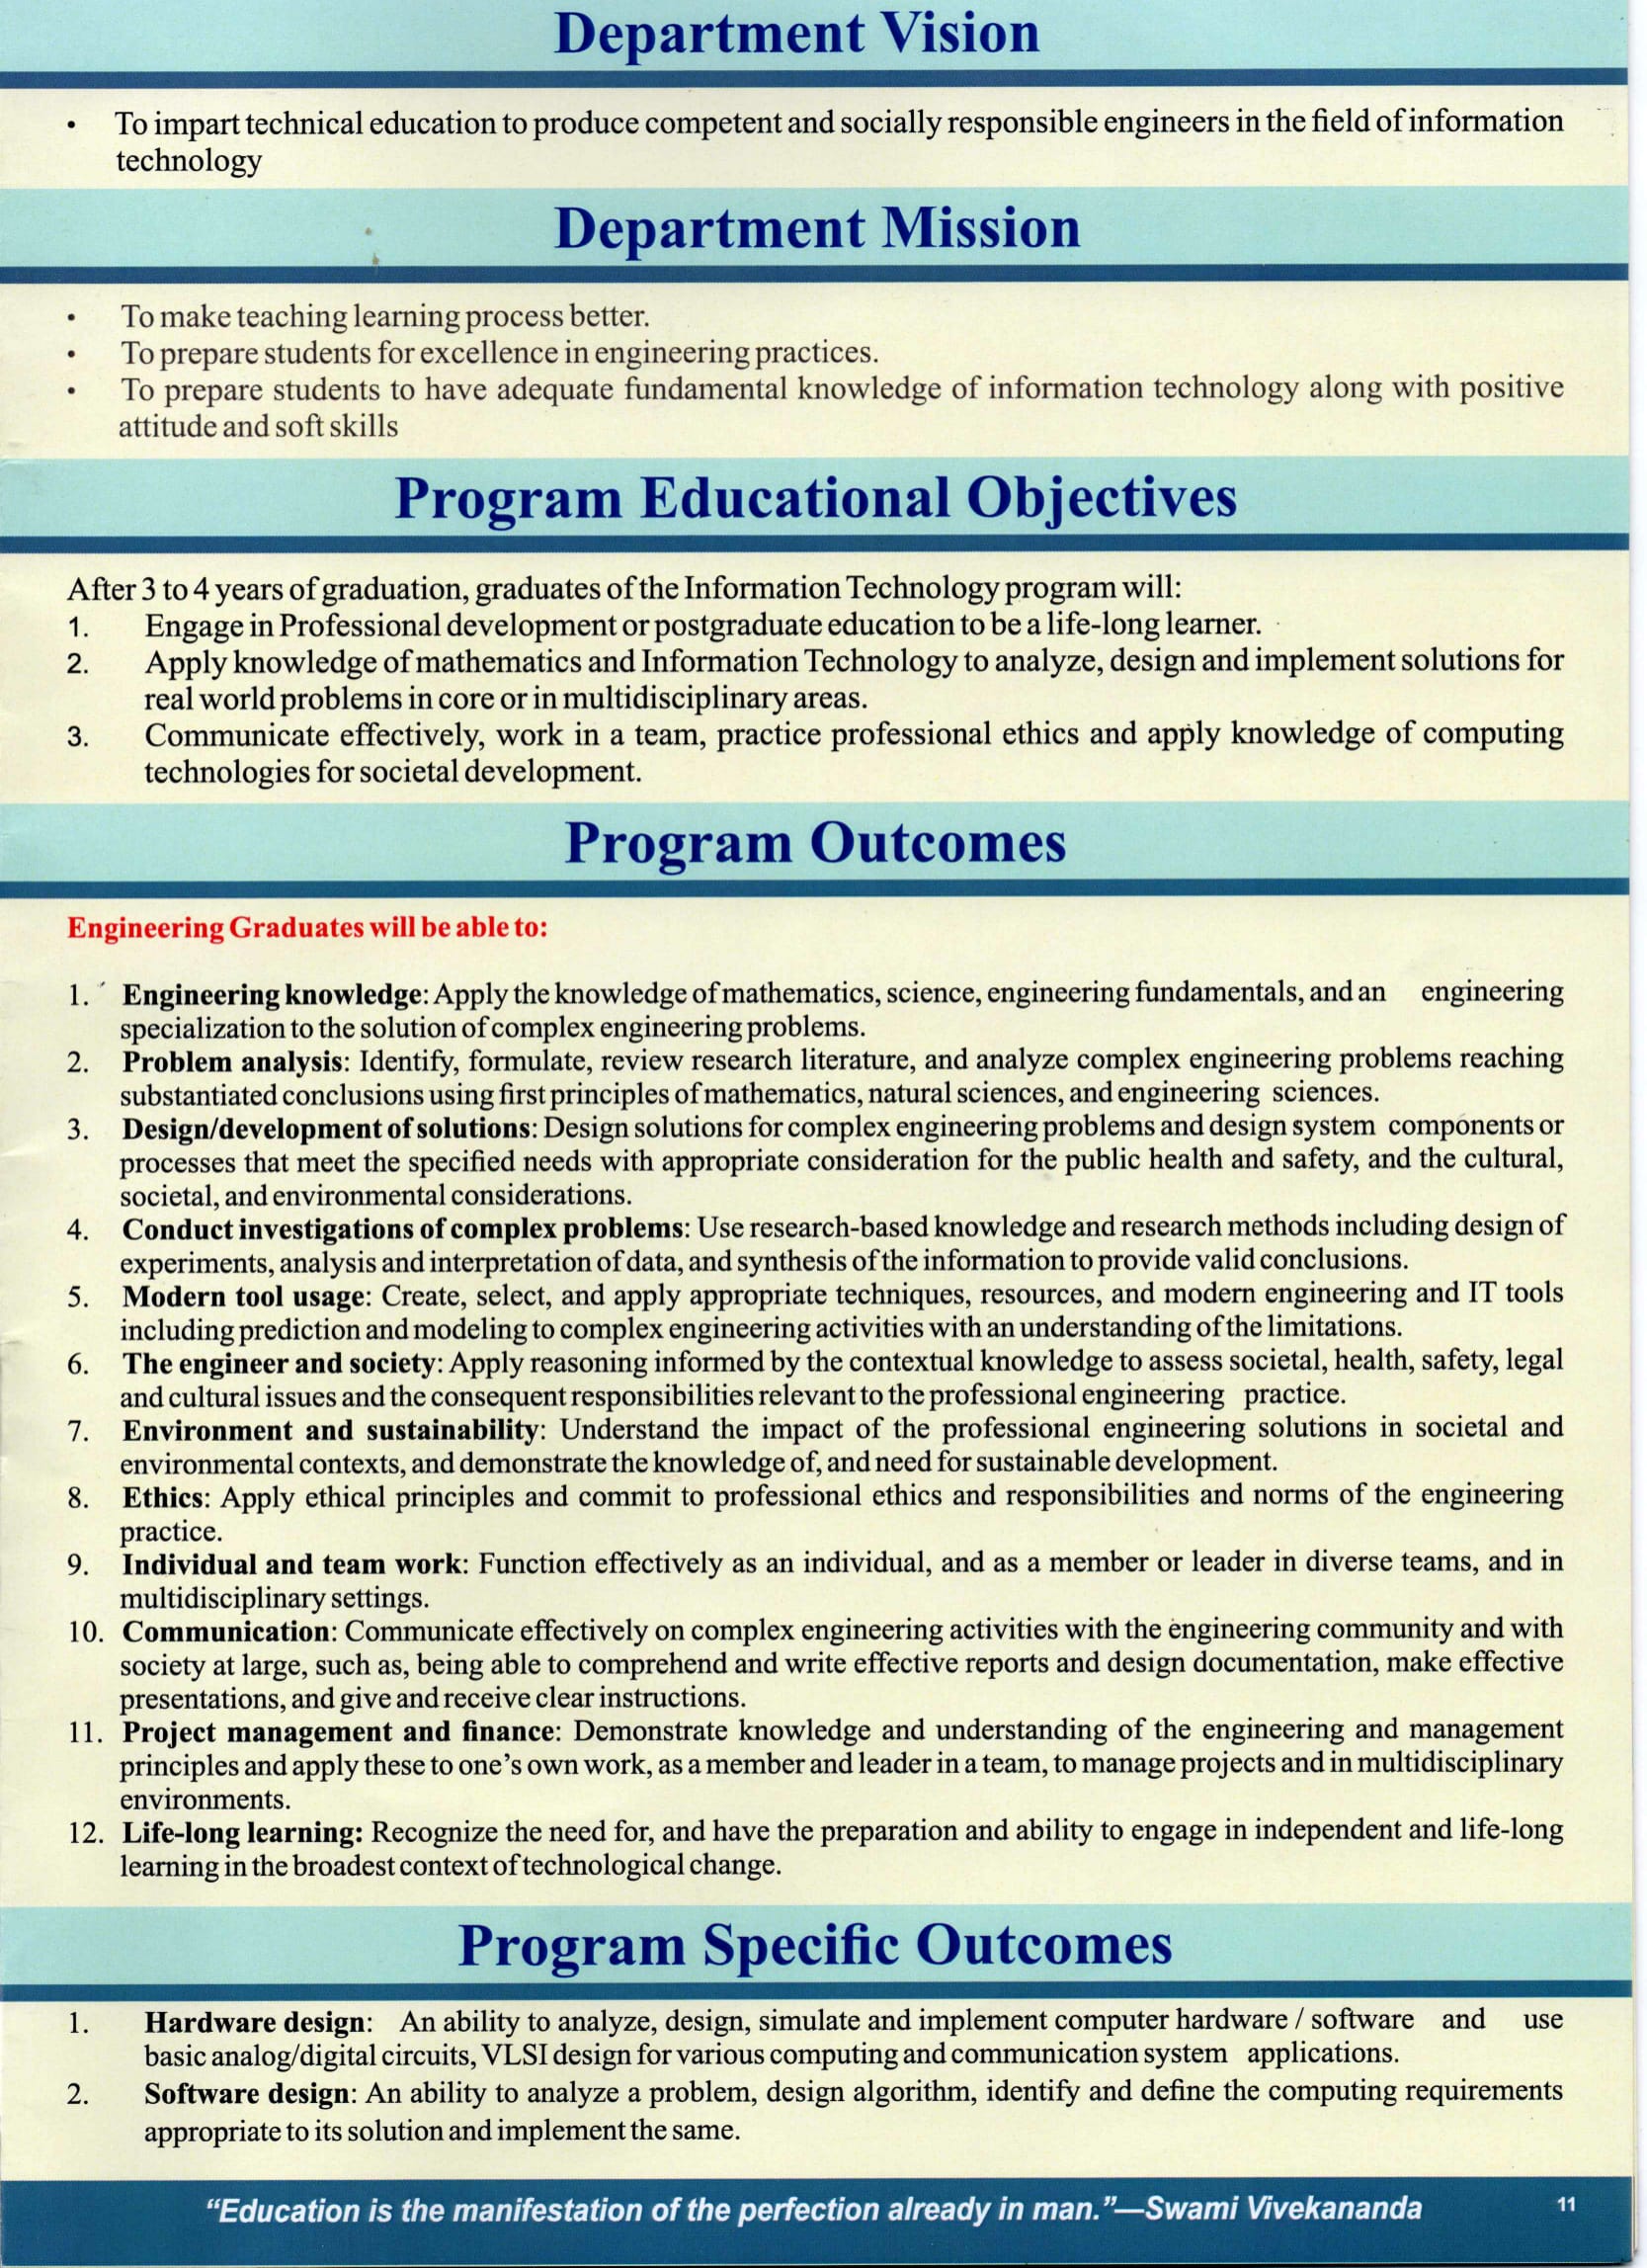 Department Vision
• To impart technical education to produce competent and socially responsible engineers in the field of information
technology
Department Mission
• To make teaching learning process better.
• To prepare students for excellence in engineering practices.
• To prepare students to have adequate fundamental knowledge of information technology along with positive
attitude and soft skills
Program Educational Objectives
After 3 to 4 years of graduation, graduates of the Information Technology program will:
1. Engage in Professional development or postgraduate education to be a life-long learner.
2. Apply knowledge of mathematics and Information Technology to analyze, design and implement solutions for
real world problems in core or in multidisciplinary areas.
3. Communicate effectively, work in a team, practice professional ethics and apply knowledge of computing
technologies for societal development.
Program Outcomes
Engineering Graduates will be able to:
1. Engineering knowledge: Apply the knowledge of mathematics, science, engineering fundamentals, and an engineering
specialization to the solution of complex engineering problems.
2. Problem analysis: Identify, formulate, review research literature, and analyze complex engineering problems reaching
substantiated conclusions using first principles of mathematics, natural sciences, and engineering sciences.
3. Design/development of solutions: Design solutions for complex engineering problems and design system components or
processes that meet the specified needs with appropriate consideration for the public health and safety, and the cultural,
societal, and environmental considerations.
4. Conduct investigations of complex problems: Use research-based knowledge and research methods including design of
experiments, analysis and interpretation of data, and synthesis of the information to provide valid conclusions.
5. Modern tool usage: Create, select, and apply appropriate techniques, resources, and modern engineering and IT tools
including prediction and modeling to complex engineering activities with an understanding of the limitations.
6. The engineer and society: Apply reasoning informed by the contextual knowledge to assess societal, health, safety, legal
and cultural issues and the consequent responsibilities relevant to the professional engineering practice.
7. Environment and sustainability: Understand the impact of the professional engineering solutions in societal and
environmental contexts, and demonstrate the knowledge of, and need for sustainable development.
8. Ethics: Apply ethical principles and commit to professional ethics and responsibilities and norms of the engineering
practice.
9. Individual and team work: Function effectively as an individual, and as a member or leader in diverse teams, and in
multidisciplinary settings.
10. Communication: Communicate effectively on complex engineering activities with the engineering community and with
society at large, such as, being able to comprehend and write effective reports and design documentation, make effective
presentations, and give and receive clear instructions.
11. Project management and finance: Demonstrate knowledge and understanding of the engineering and management
principles and apply these to one's own work, as a member and leader in a team, to manage projects and in multidisciplinary
environments.
12. Life-long learning: Recognize the need for, and have the preparation and ability to engage in independent and life-long
learning in the broadest context of technological change.
Program Specific Outcomes
1. Hardware design: An ability to analyze, design, simulate and implement computer hardware / software and use
basic analog/digital circuits, VLSI design for various computing and communication system applications.
2. Software design: An ability to analyze a problem, design algorithm, identify and define the computing requirements
appropriate to its solution and implement the same.
“Education is the manifestation of the perfection already in man.”—Swami Vivekananda 11